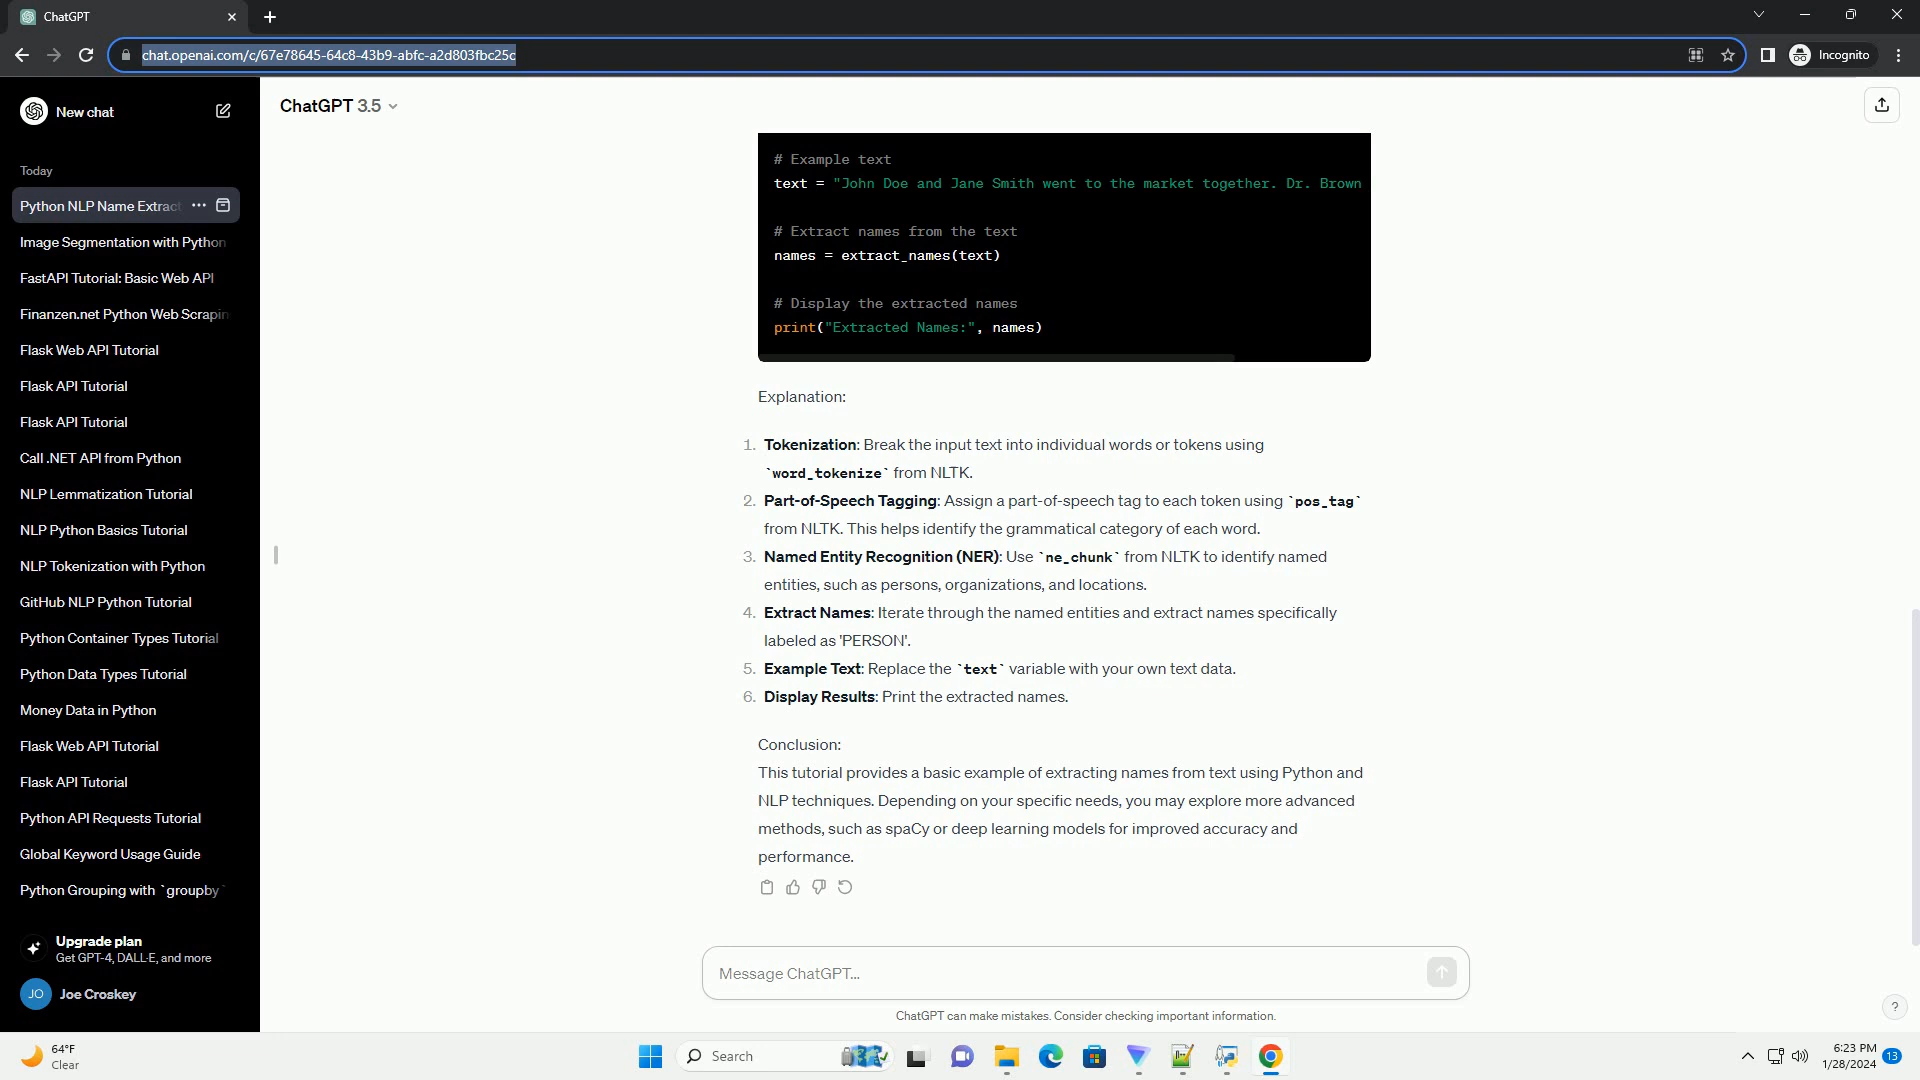 ChatGPT
chat.openai.com/c/67e78645-64c8-43b9-abfc-a2d803fbc25c
Incognito
New chat
ChatGPT 3.5
Today
Python NLP Name Extract
Image Segmentation with Python
FastAPI Tutorial: Basic Web API
Finanzen.net Python Web Scrapin
Flask Web API Tutorial
Flask API Tutorial
Flask API Tutorial
Call .NET API from Python
NLP Lemmatization Tutorial
NLP Python Basics Tutorial
NLP Tokenization with Python
GitHub NLP Python Tutorial
Python Container Types Tutorial
Python Data Types Tutorial
Money Data in Python
Flask Web API Tutorial
Flask API Tutorial
Python API Requests Tutorial
Global Keyword Usage Guide
Python Grouping with `groupby`
Upgrade plan
Get GPT-4, DALL·E, and more
JO Joe Croskey
# Example text
text = "John Doe and Jane Smith went to the market together. Dr. Brown
# Extract names from the text
names = extract_names(text)
# Display the extracted names
print("Extracted Names:", names)
Explanation:
1. Tokenization: Break the input text into individual words or tokens using
`word_tokenize` from NLTK.
2. Part-of-Speech Tagging: Assign a part-of-speech tag to each token using `pos_tag`
from NLTK. This helps identify the grammatical category of each word.
3. Named Entity Recognition (NER): Use `ne_chunk` from NLTK to identify named
entities, such as persons, organizations, and locations.
4. Extract Names: Iterate through the named entities and extract names specifically
labeled as 'PERSON'.
5. Example Text: Replace the `text` variable with your own text data.
6. Display Results: Print the extracted names.
Conclusion:
This tutorial provides a basic example of extracting names from text using Python and
NLP techniques. Depending on your specific needs, you may explore more advanced
methods, such as spaCy or deep learning models for improved accuracy and
performance.
Message ChatGPT...
ChatGPT can make mistakes. Consider checking important information.
?
64°F
Clear
Search
6:23 PM
1/28/2024
13